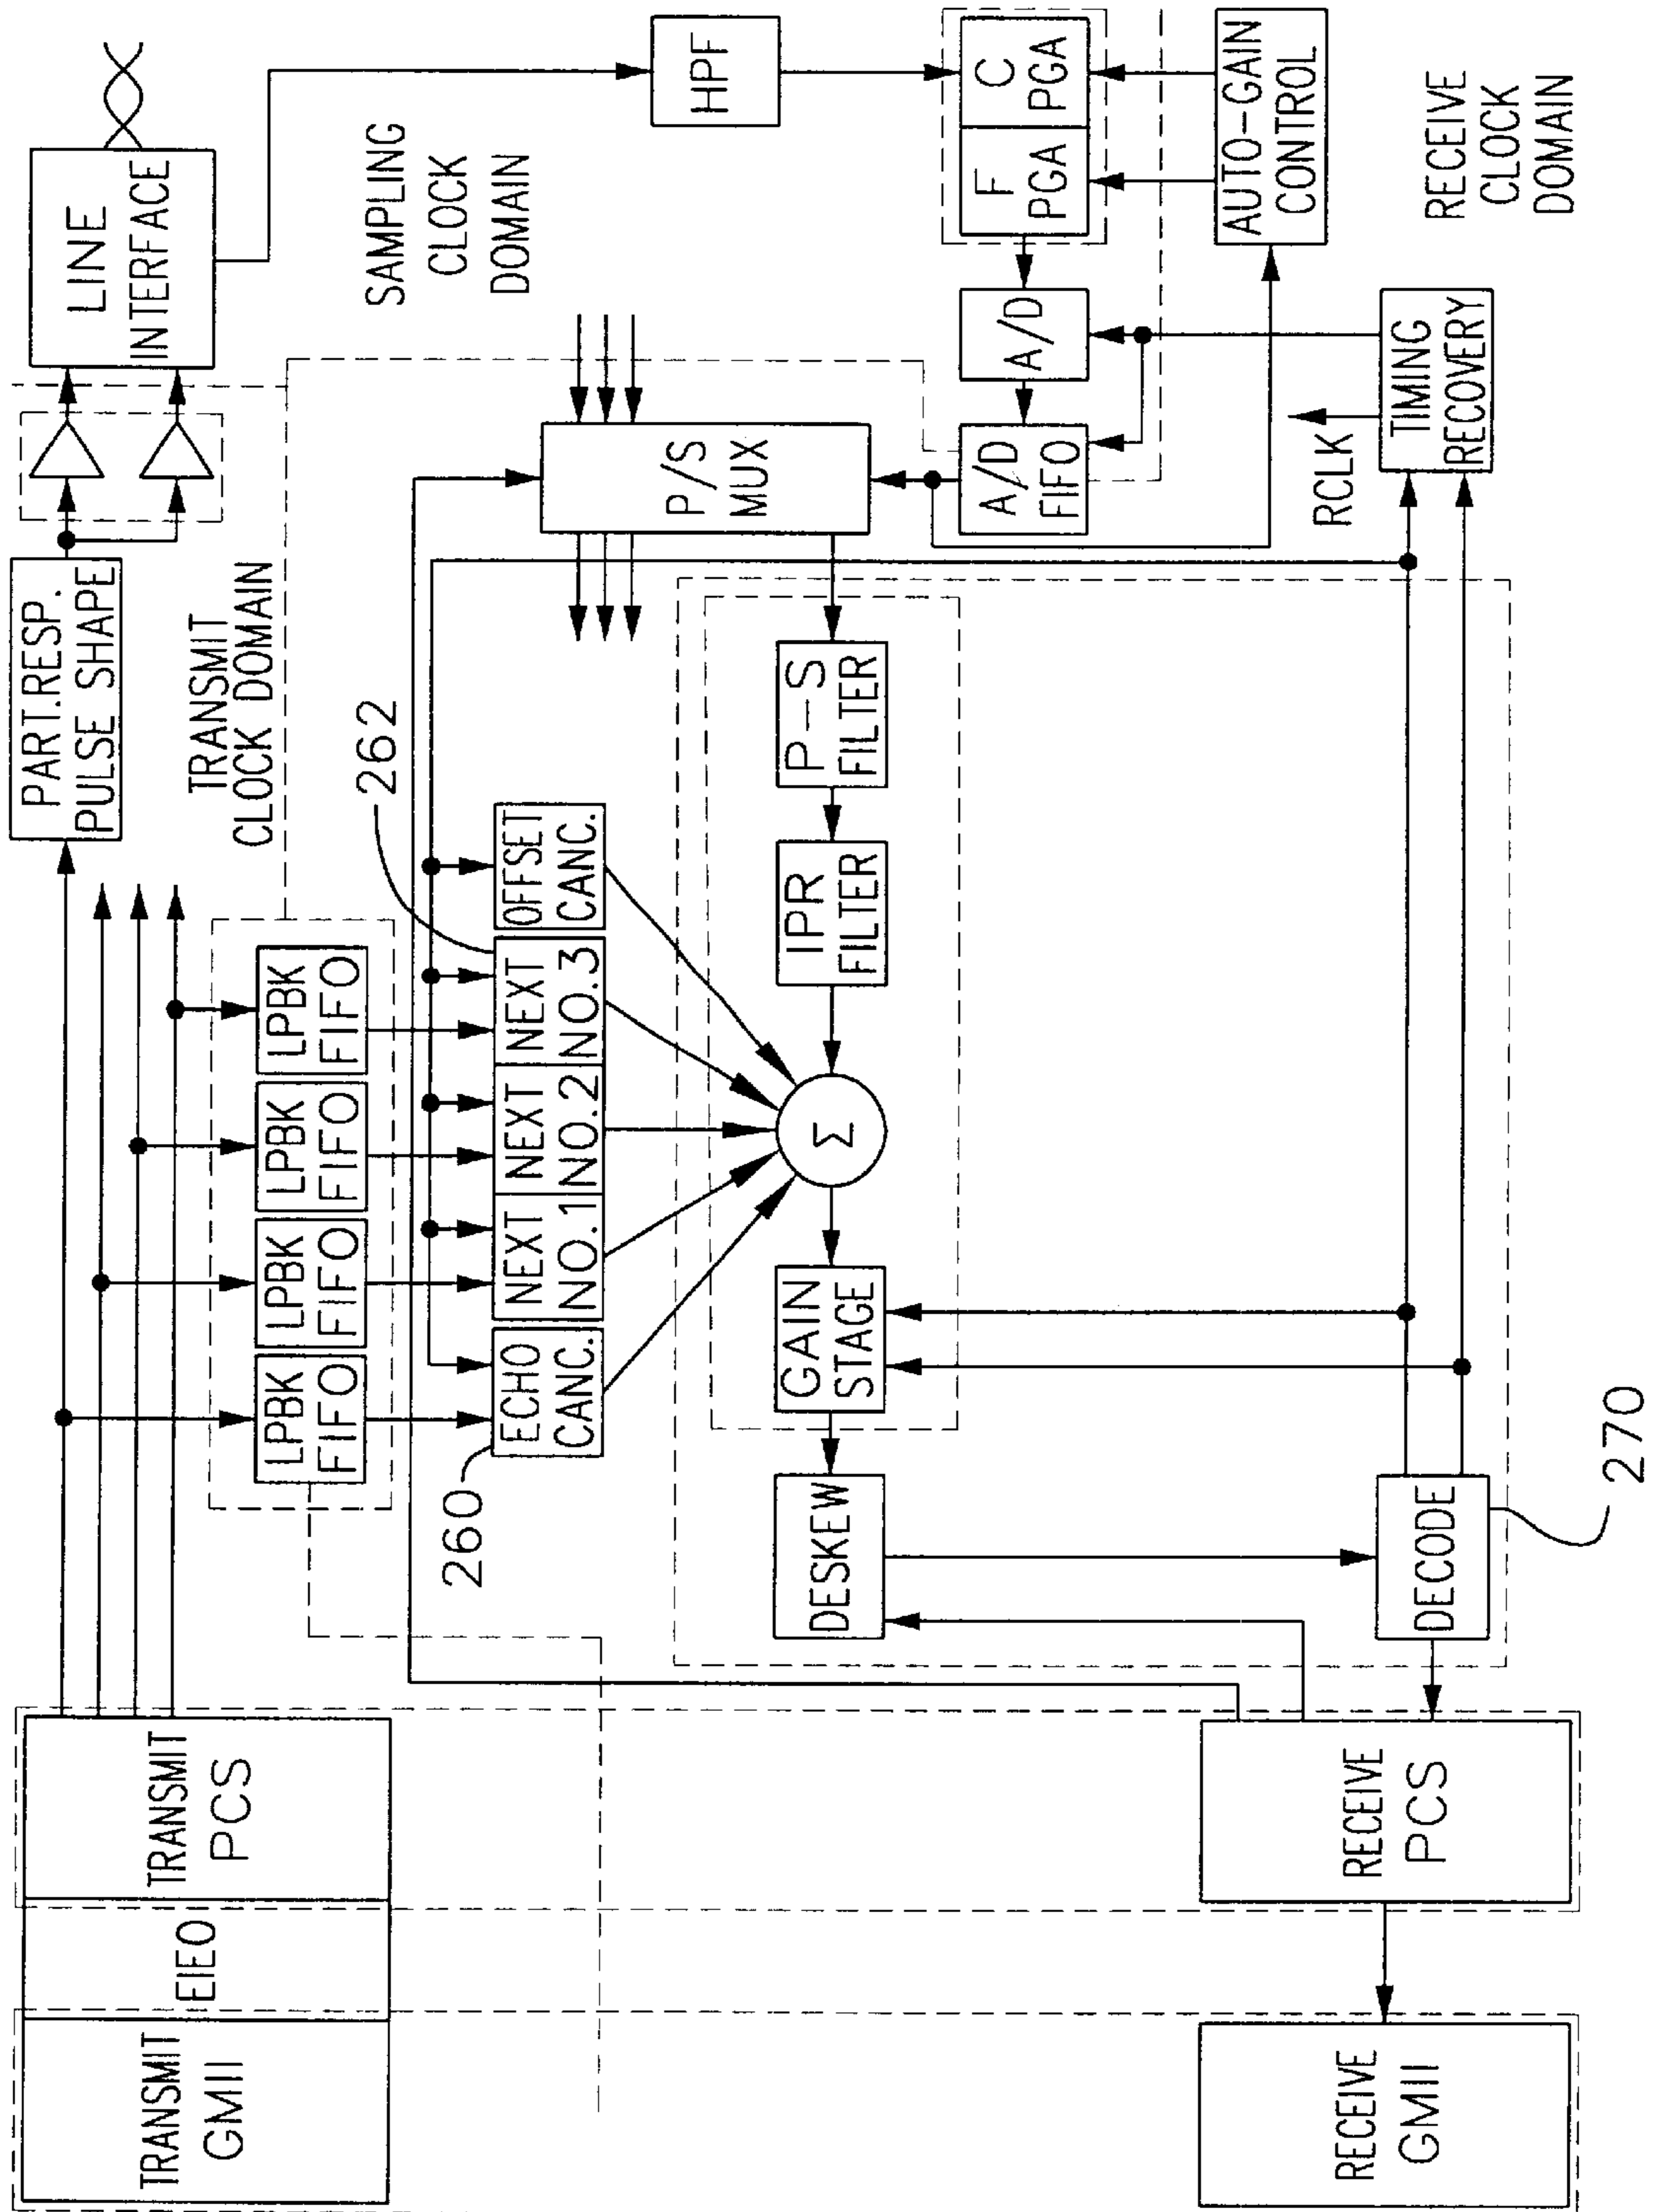 TRANSMIT
GMII
EIEO
TRANSMIT
PCS
PART.RESP.
PULSE SHAPE
LINE
INTERFACE
TRANSMIT
CLOCK DOMAIN
SAMPLING
CLOCK
DOMAIN
LPBK
FIFO
LPBK
FIFO
LPBK
FIFO
LPBK
FIFO
260
262
ECHO
CANC.
NEXT
NO.1
NEXT
NO.2
NEXT
NO.3
OFFSET
CANC.
P/S
MUX
HPF
DESKEW
GAIN
STAGE
Σ
IPR
FILTER
P-S
FILTER
A/D
FIFO
A/D
F
PGA
C
PGA
AUTO-GAIN
CONTROL
RCLK
TIMING
RECOVERY
RECEIVE
CLOCK
DOMAIN
RECEIVE
GMII
RECEIVE
PCS
DECODE
270